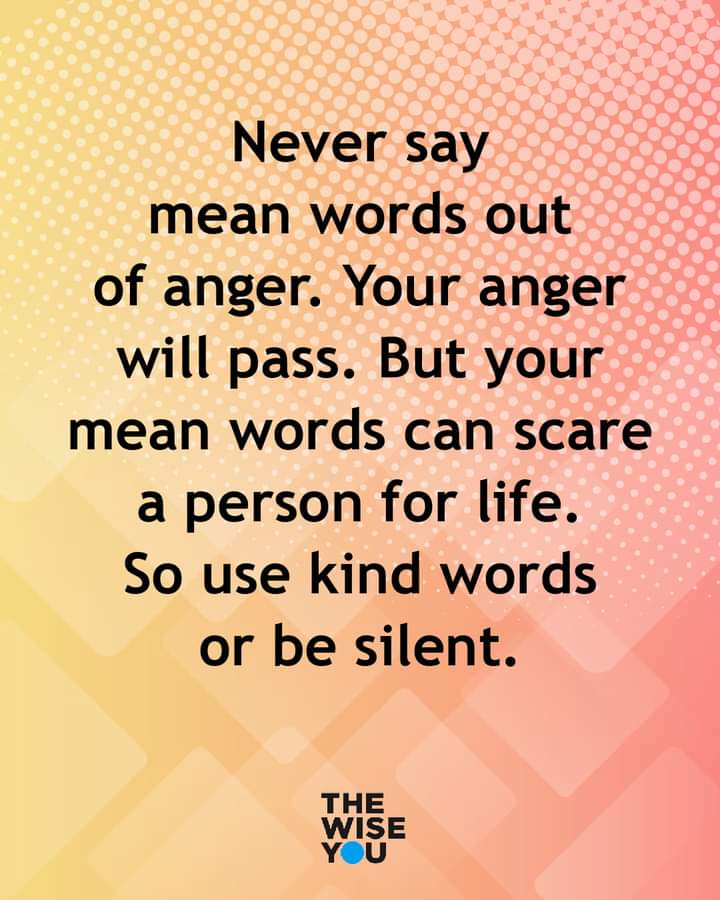 Never say
mean words out
of anger. Your anger
will pass. But your
mean words can scare
a person for life.
So use kind words
or be silent.
THE
WISE
YOU